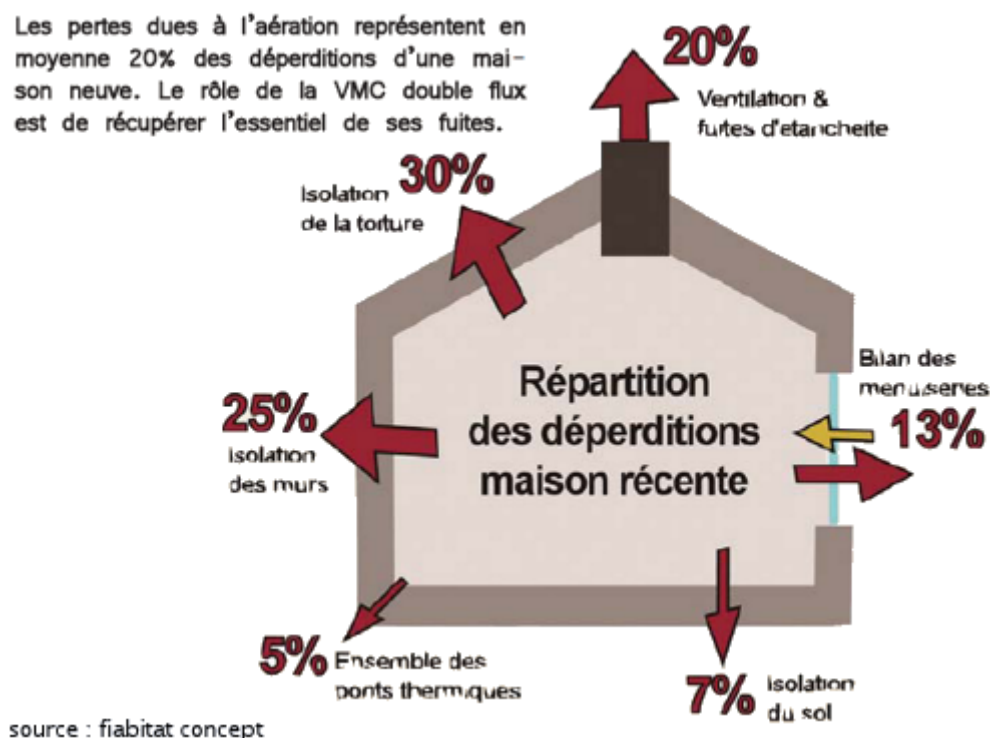 Les pertes dues à l'aération représentent en
moyenne 20% des déperditions d'une mai-
son neuve. Le rôle de la VMC double flux
est de récupérer l'essentiel de ses fuites.
20%
Ventilation &
fuites d'etancheite
30%
Isolation
de la toiture
Répartition
des déperditions
maison récente
Bilan des
menuiseries
13%
25%
Isolation
des murs
5%
Ensemble des
ponts thermiques
7%
Isolation
du sol
source : fiabitat concept